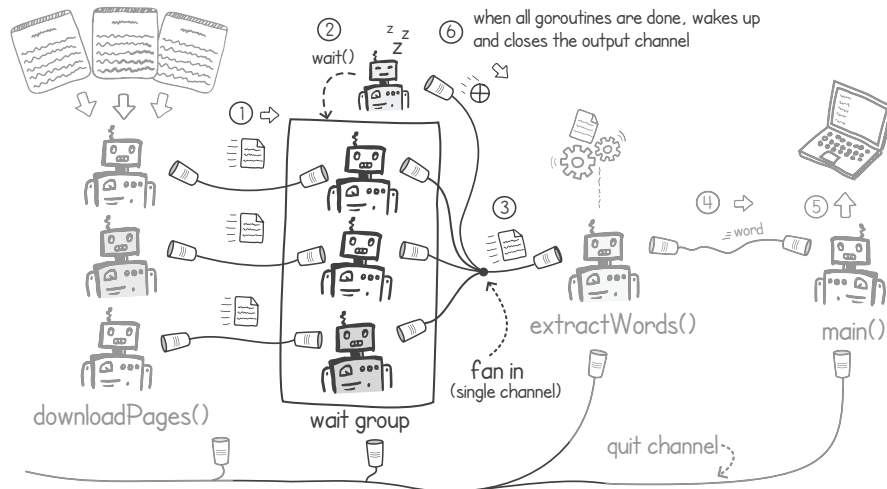 ② z z z ⑥ when all goroutines are done, wakes up
and closes the output channel
wait()
①
③
④
⑤
word
extractWords()
main()
fan in
(single channel)
downloadPages()
wait group
quit channel